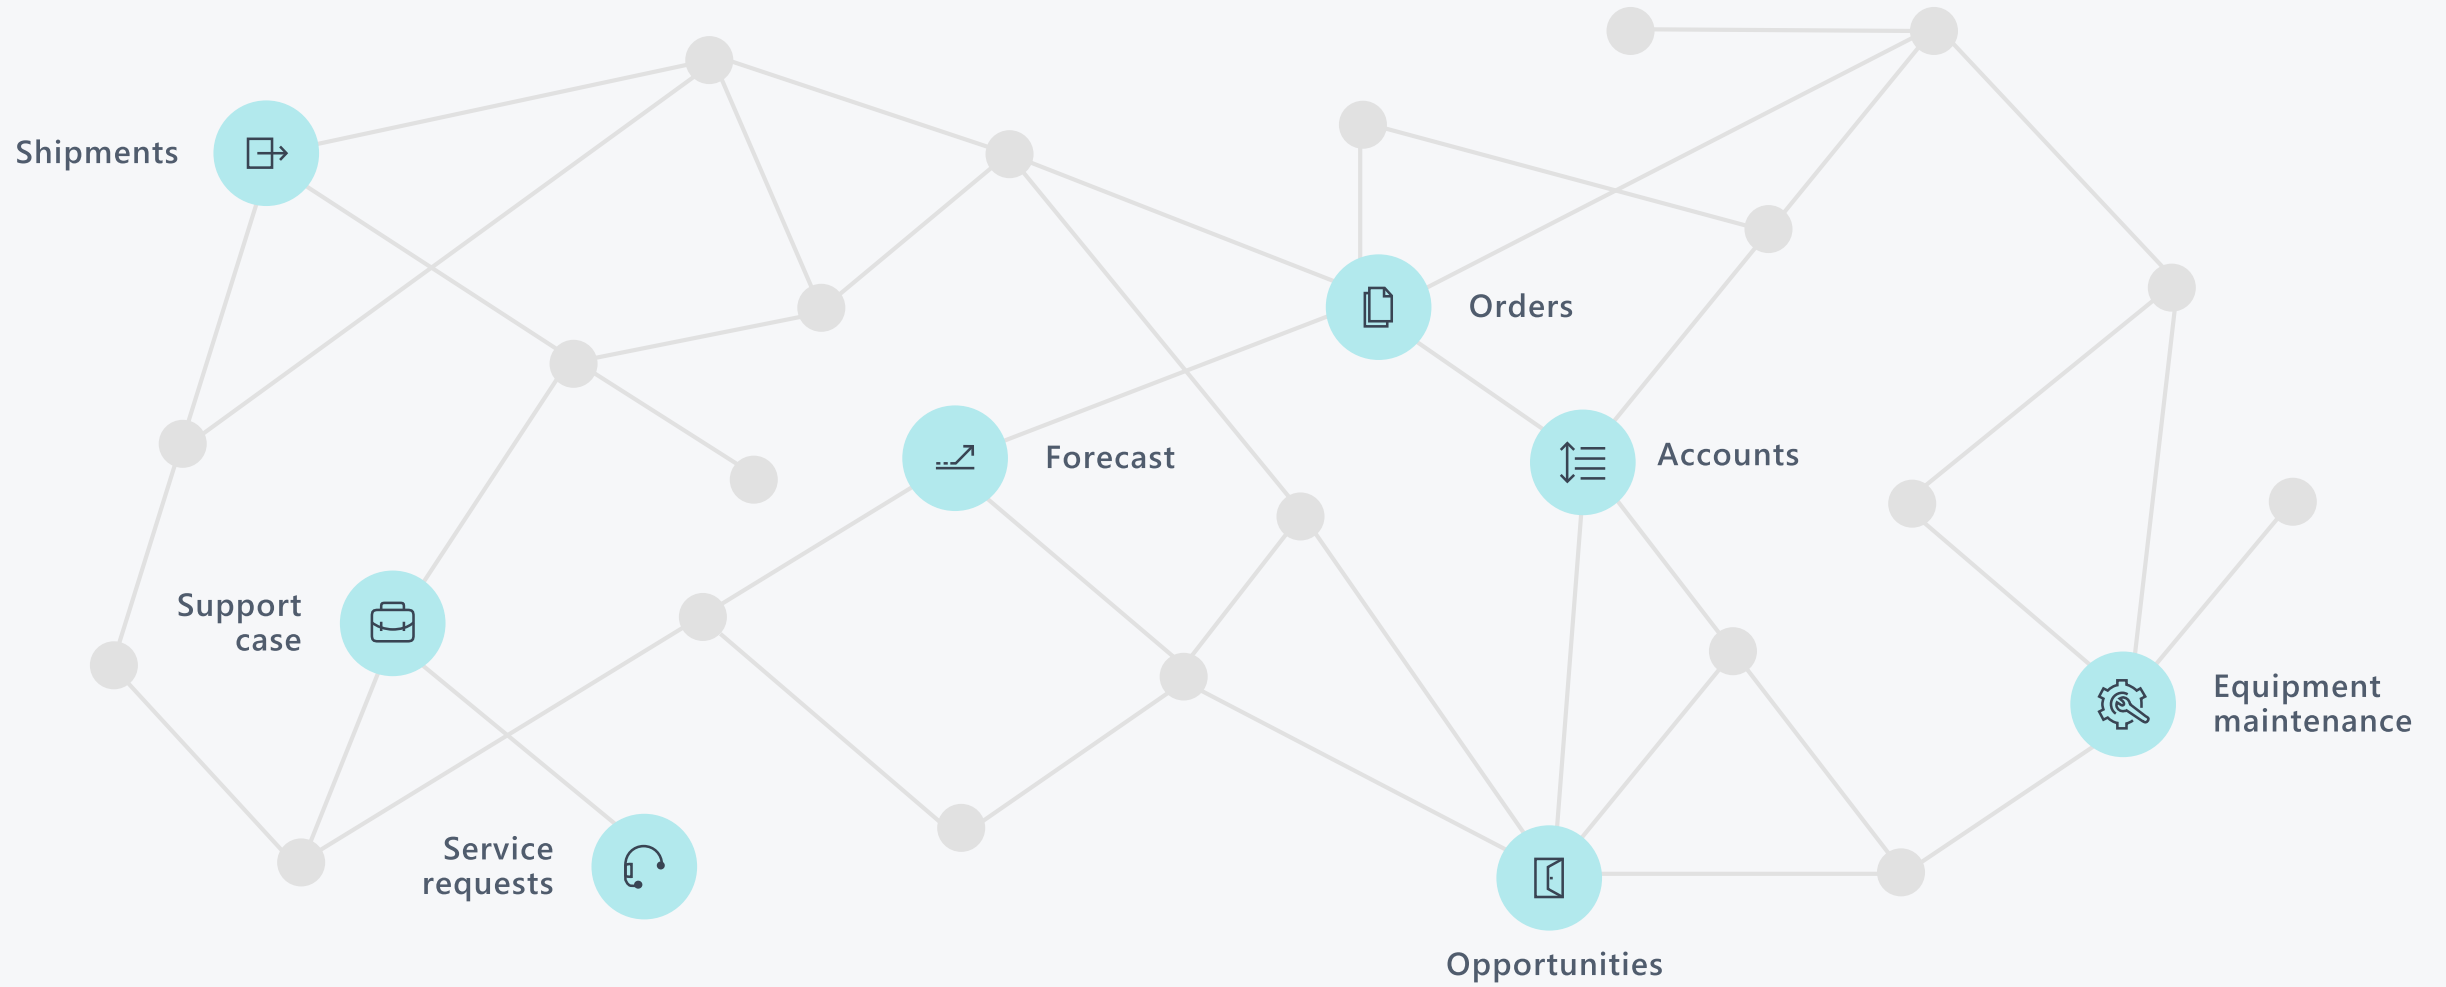 Shipments
Orders
Forecast
Accounts
Support
case
Equipment
maintenance
Service
requests
Opportunities